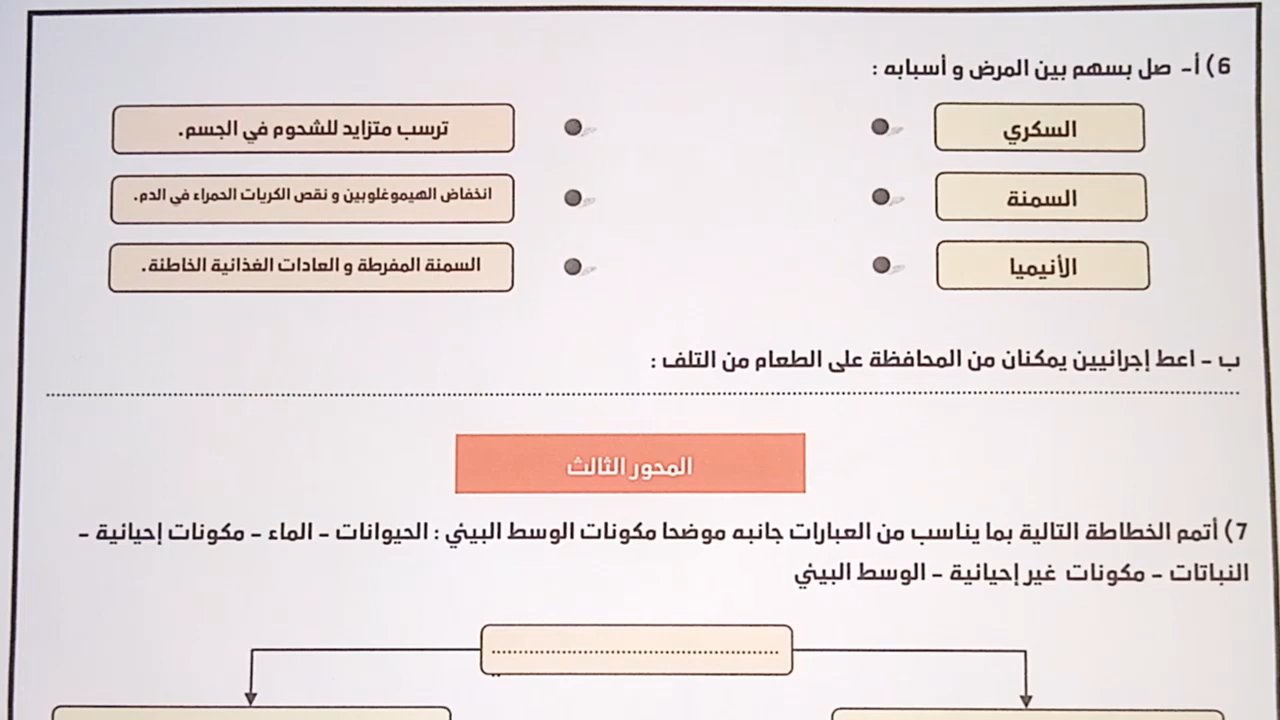 6) أ- صل بسهم بين المرض و أسبابه :
السكري
ترسب متزايد للشحوم في الجسم.
السمنة
انخفاض الهيموغلوبين و نقص الكريات الحمراء في الدم.
الأنيميا
السمنة المفرطة و العادات الغذائية الخاطئة.
ب - اعط إجرائيين يمكنان من المحافظة على الطعام من التلف :
المحور الثالث
7) أتمم الخطاطة التالية بما يناسب من العبارات جانبه موضحا مكونات الوسط البيئي : الحيوانات - الماء - مكونات إحيائية -
النباتات - مكونات غير إحيائية - الوسط البيئي